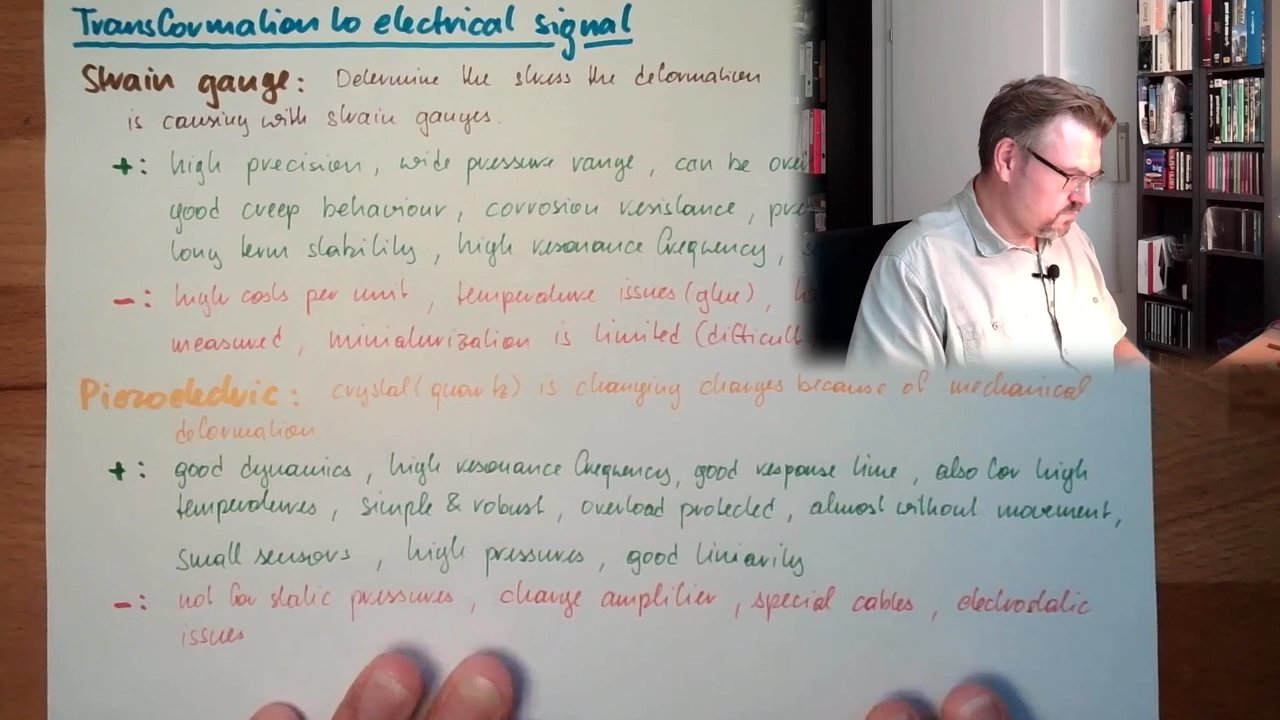 Transformation to electrical signal
Strain gauge: Determine the stress the deformation
is causing with strain gauges.
+: high precision, wide pressure range, can be
good creep behaviour, corrosion resistance,
long term stability, high resonance frequency,
-: high costs per unit, temperature issues (glue),
measured, miniaturization is limited (difficult
Piezoelectric: crystal (quartz) is changing charges because of mechanical
deformation
+: good dynamics, high resonance frequency, good response time, also for high
temperatures, simple & robust, overload protected, almost without movement,
small sensors, high pressures, good liniarity
-: not for static pressures, charge amplifier, special cables, electrostatic
issues
big